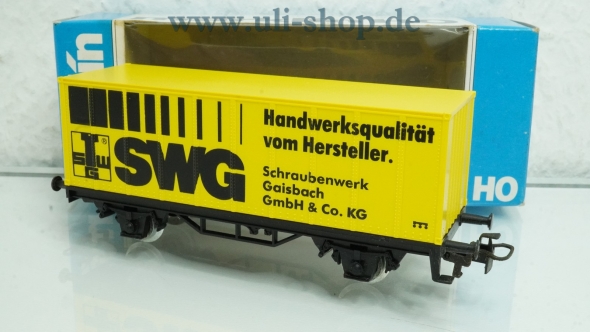 www.uli-shop.de
Handwerksqualität
vom Hersteller.
SWG
®
S W
G
Schraubenwerk
Gaisbach
GmbH & Co. KG
HO